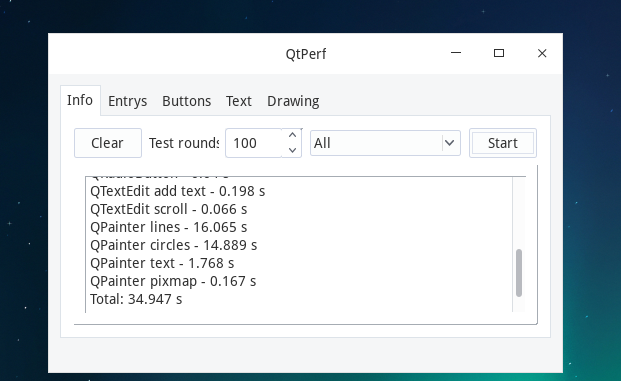 QtPerf
Info Entrys Buttons Text Drawing
Clear Test rounds 100 All Start
QTextEdit add text - 0.198 s
QTextEdit scroll - 0.066 s
QPainter lines - 16.065 s
QPainter circles - 14.889 s
QPainter text - 1.768 s
QPainter pixmap - 0.167 s
Total: 34.947 s